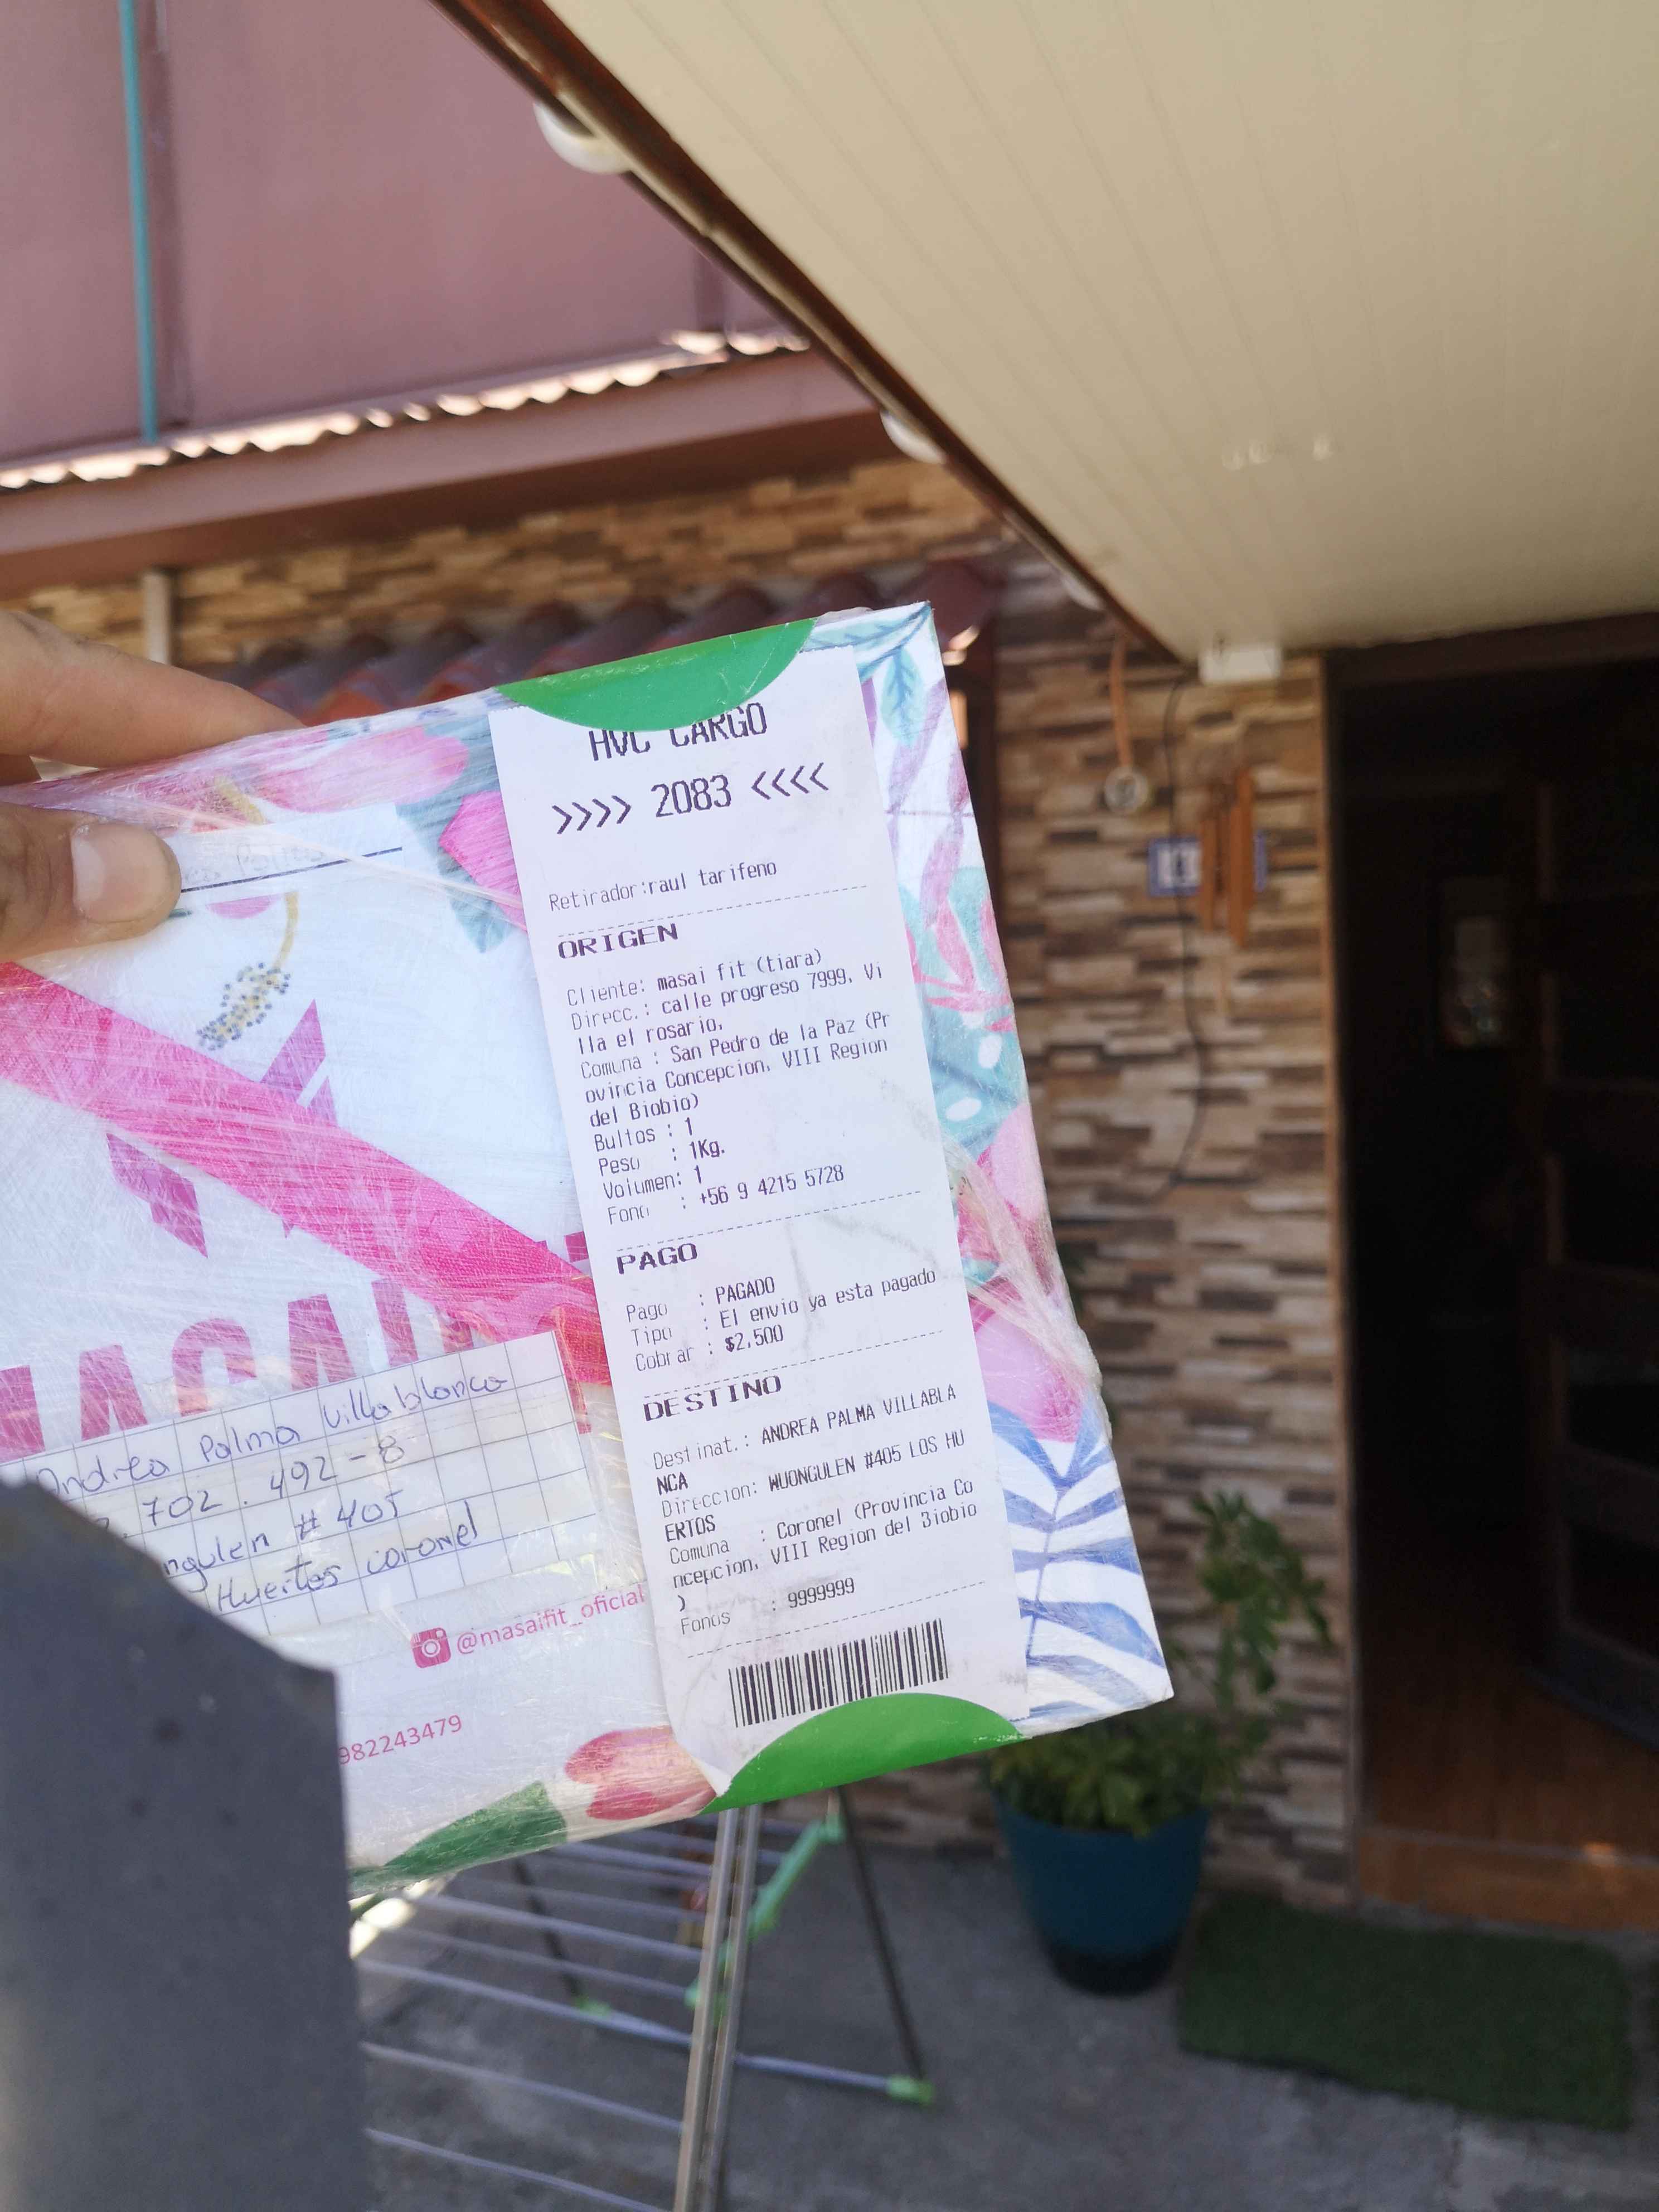 HVC CARGO
>>>> 2083 <<<<
Retirador:raul tarifeno
ORIGEN
Cliente: masai fit (tiara)
Direcc.: calle progreso 7999, Vi
lla el rosario,
Comuna : San Pedro de la Paz (Pr
ovincia Concepcion, VIII Region
del Biobio)
Bultos : 1
Peso : 1Kg.
Volumen: 1
Fono : +56 9 4215 5728
PAGO
Pago : PAGADO
Tipo : El envio ya esta pagado
Cobrar : $2,500
DESTINO
Destinat.: ANDREA PALMA VILLABLA
NCA
Direccion: WUONGULEN #405 LOS HU
ERTOS
Comuna : Coronel (Provincia Co
ncepcion, VIII Region del Biobio
)
Fonos : 9999999
MASAI
Andrea Palma Villablanca
.702.492-8
ngulen # 405
Huertos coronel
@masaifit_oficial
982243479